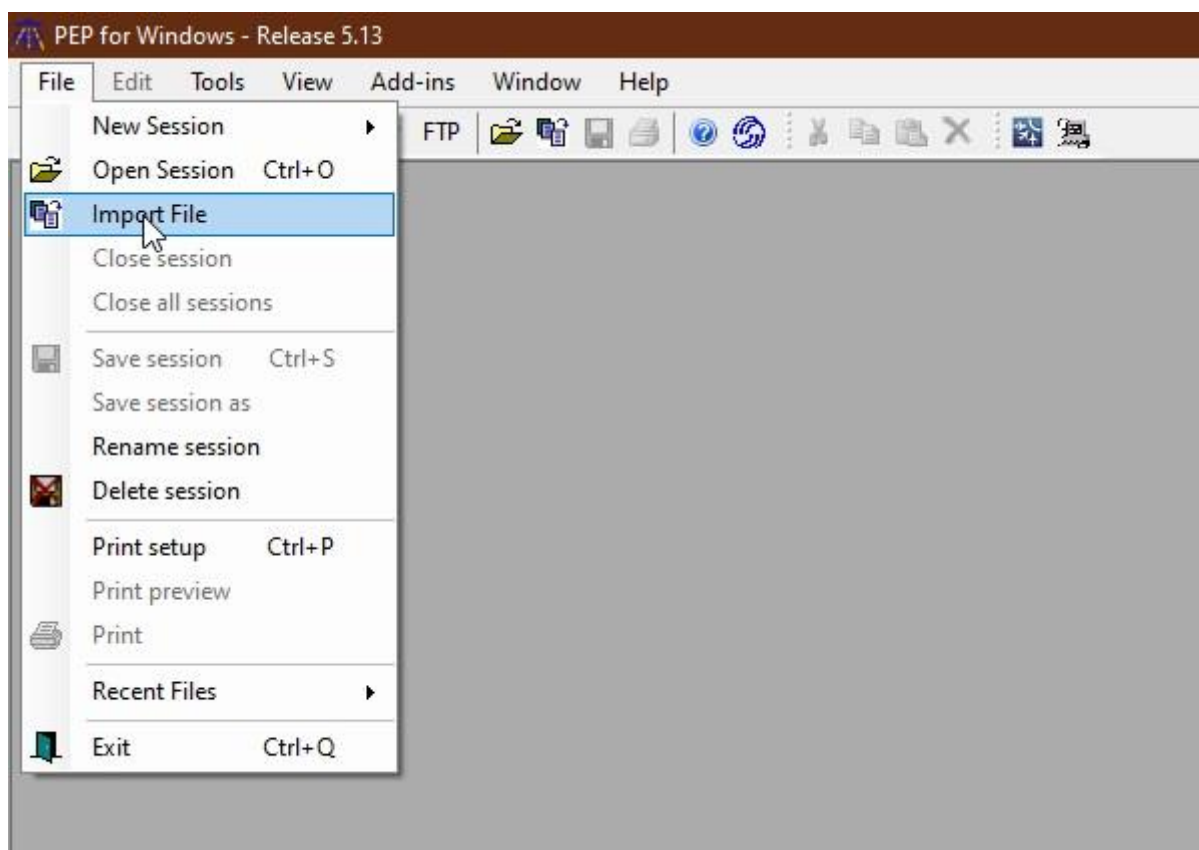 PEP for Windows - Release 5.13
File Edit Tools View Add-ins Window Help
FTP
New Session
Open Session Ctrl+O
Import File
Close session
Close all sessions
Save session Ctrl+S
Save session as
Rename session
Delete session
Print setup Ctrl+P
Print preview
Print
Recent Files
Exit Ctrl+Q